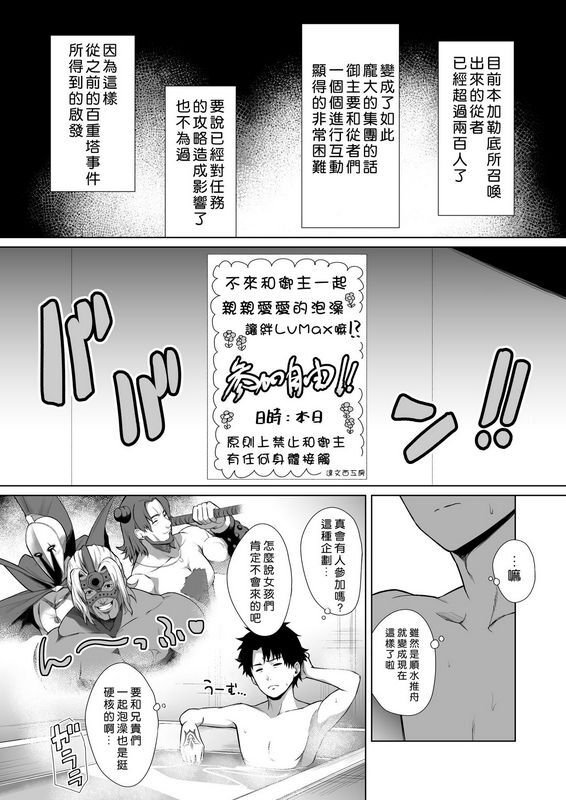 目前本加勒底所召喚
出來的從者
已經超過兩百人了
變成了如此
龐大的集團的話
御主要和從者們
一個個進行互動
顯得的非常困難
要說已經對任務
的攻略造成影響了
也不為過
因為這樣
從之前的百重塔事件
所得到的啟發
不來和御主一起
親親愛愛的泡澡
讓絆LvMax嘛!?
參加自由!!
日時：本日
原則上禁止和御主
有任何身體接觸
バババ!!
…嘛
雖然是順水推舟
就變成現在
這樣了啦
真會有人參加嗎?
這種企劃…
怎麼說女孩們
肯定不會來的吧
んーっふ♡
うーむ…
要和兄貴們
一起泡澡也是挺
硬核的啊…
ガララ